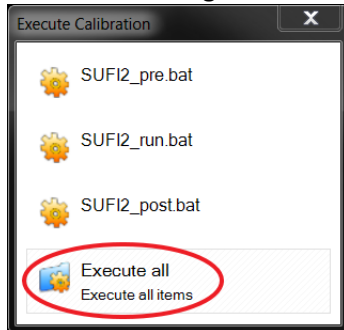 Execute Calibration
X
SUFI2_pre.bat
SUFI2_run.bat
SUFI2_post.bat
Execute all
Execute all items